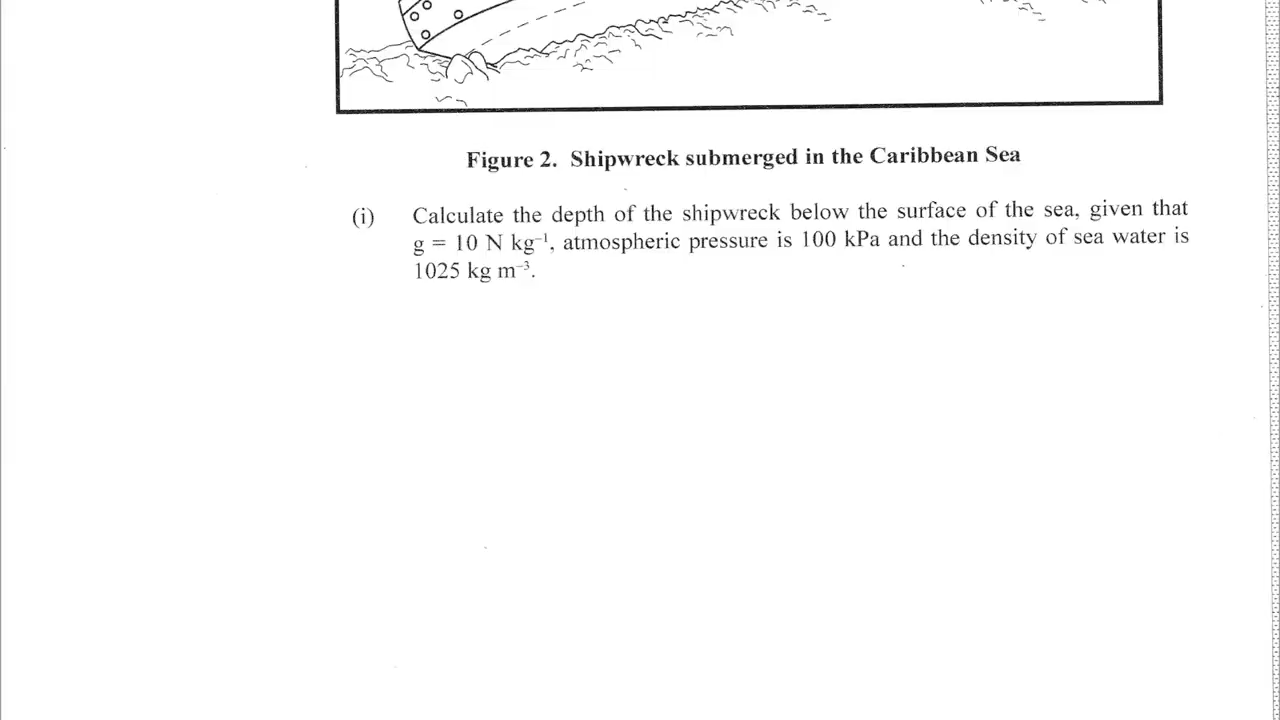 Figure 2. Shipwreck submerged in the Caribbean Sea
(i) Calculate the depth of the shipwreck below the surface of the sea, given that
g = 10 N kg⁻¹, atmospheric pressure is 100 kPa and the density of sea water is
1025 kg m⁻³.